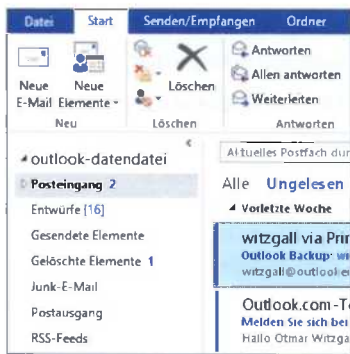 Datei Start Senden/Empfangen Ordner
Neue E-Mail
Neue Elemente
Löschen
Antworten
Allen antworten
Weiterleiten
Neu Löschen Antworten
outlook-datendatei
Aktuelles Postfach dur
Posteingang 2
Alle Ungelesen
Entwürfe [16]
Vorletzte Woche
Gesendete Elemente
witzgall via Prin
Gelöschte Elemente 1
Outlook Backup: wi
witzgall@outlook
Junk-E-Mail
Postausgang
Outlook.com-Te
Melden Sie sich bei
RSS-Feeds
Hallo Otmar Witzga